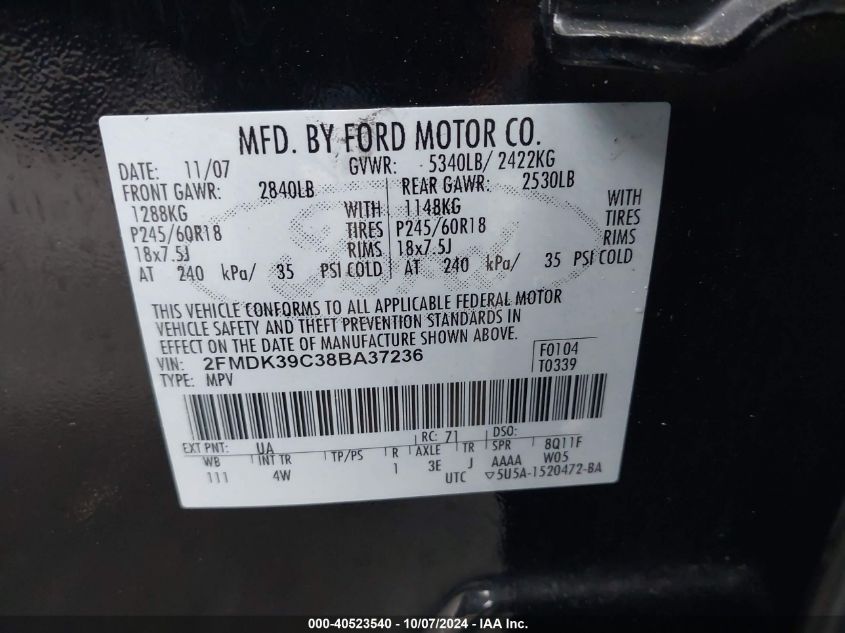 MFD. BY FORD MOTOR CO.
DATE: 11/07 GVWR: 5340LB/ 2422KG
FRONT GAWR: 2840LB REAR GAWR: 2530LB
1288KG WITH 1148KG WITH
P245/60R18 TIRES P245/60R18 TIRES
18x7.5J RIMS 18x7.5J RIMS
AT 240 kPa/ 35 PSI COLD AT 240 kPa/ 35 PSI COLD
THIS VEHICLE CONFORMS TO ALL APPLICABLE FEDERAL MOTOR
VEHICLE SAFETY AND THEFT PREVENTION STANDARDS IN
EFFECT ON THE DATE OF MANUFACTURE SHOWN ABOVE.
VIN: 2FMDK39C38BA37236 F0104
TYPE: MPV T0339
EXT PNT: UA RC: 71 DSO:
WB INT TR TP/PS R AXLE TR SPR 8Q11F
111 4W 1 3E J AAAA W05
UTC ▽5U5A-1520472-BA
000-40523540 - 10/07/2024 - IAA Inc.